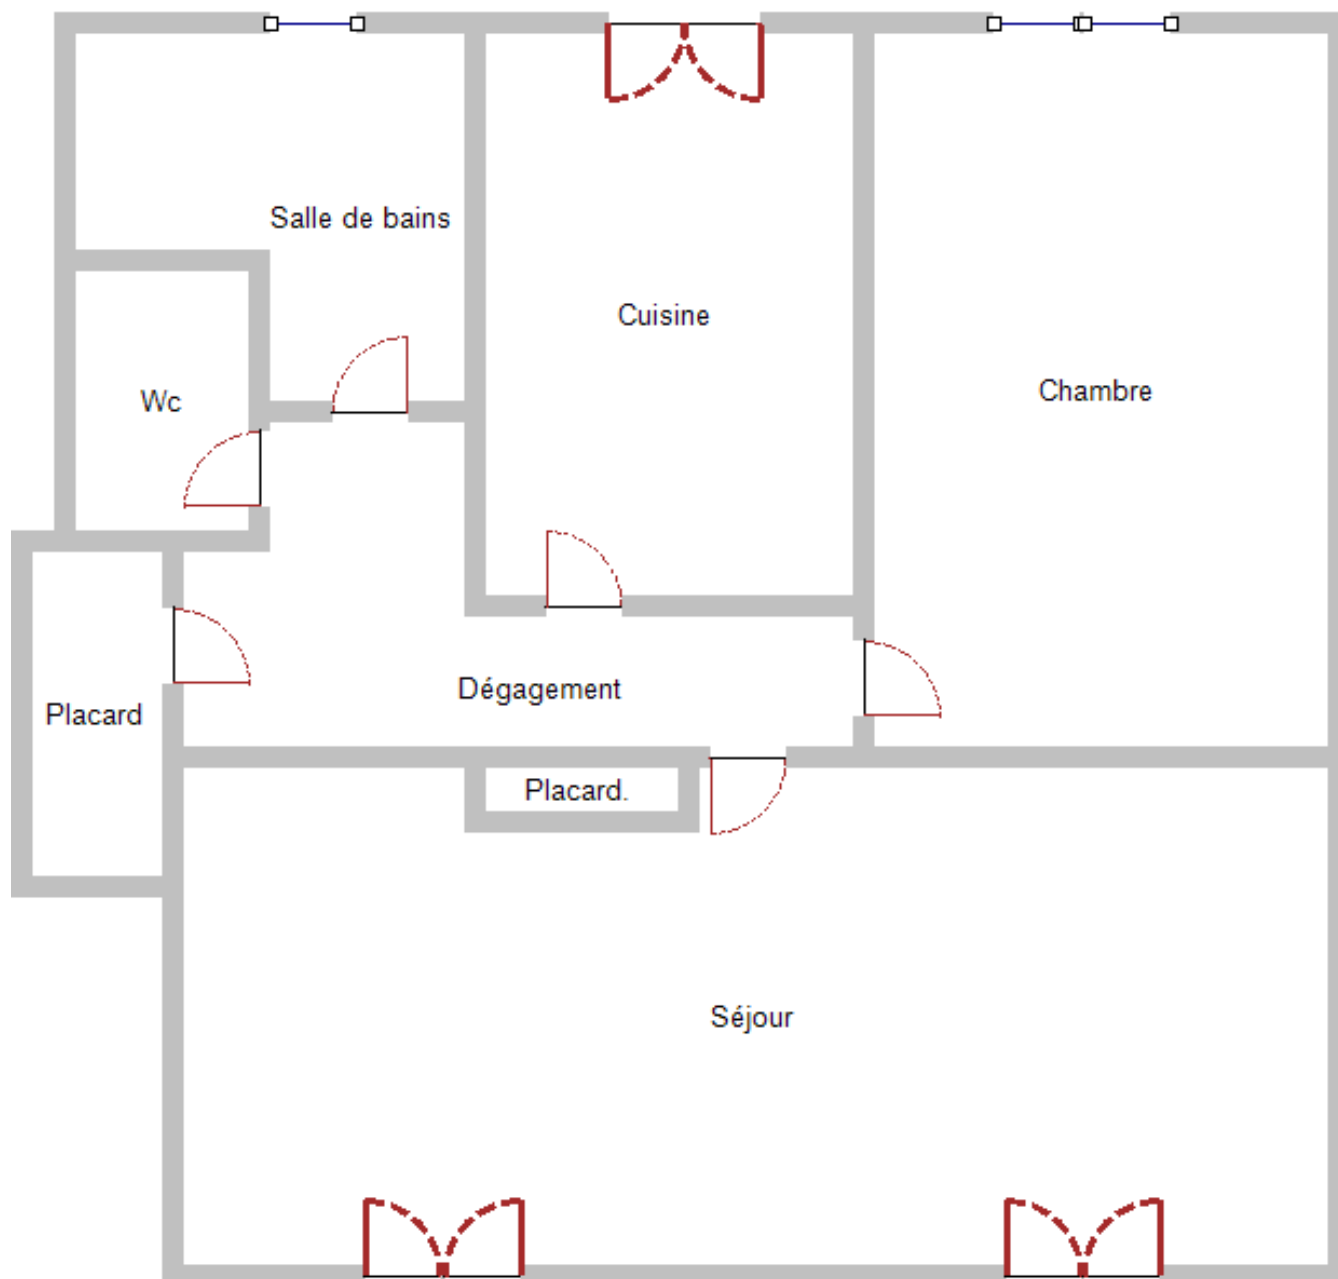 Salle de bains
Cuisine
Chambre
Wc
Dégagement
Placard
Placard.
Séjour